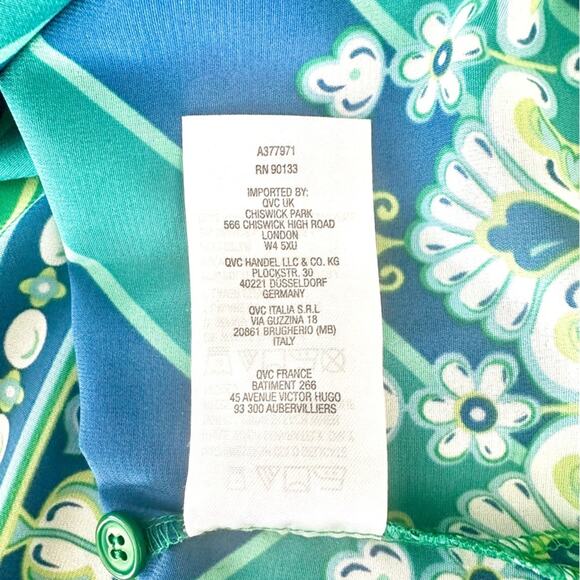 A377971
RN 90133
IMPORTED BY:
QVC UK
CHISWICK PARK
566 CHISWICK HIGH ROAD
LONDON
W4 5XU
QVC HANDEL LLC & CO. KG
PLOCKSTR. 30
40221 DÜSSELDORF
GERMANY
QVC ITALIA S.R.L
VIA GUZZINA 18
20861 BRUGHERIO (MB)
ITALY
QVC FRANCE
BATIMENT 266
45 AVENUE VICTOR HUGO
93 300 AUBERVILLIERS